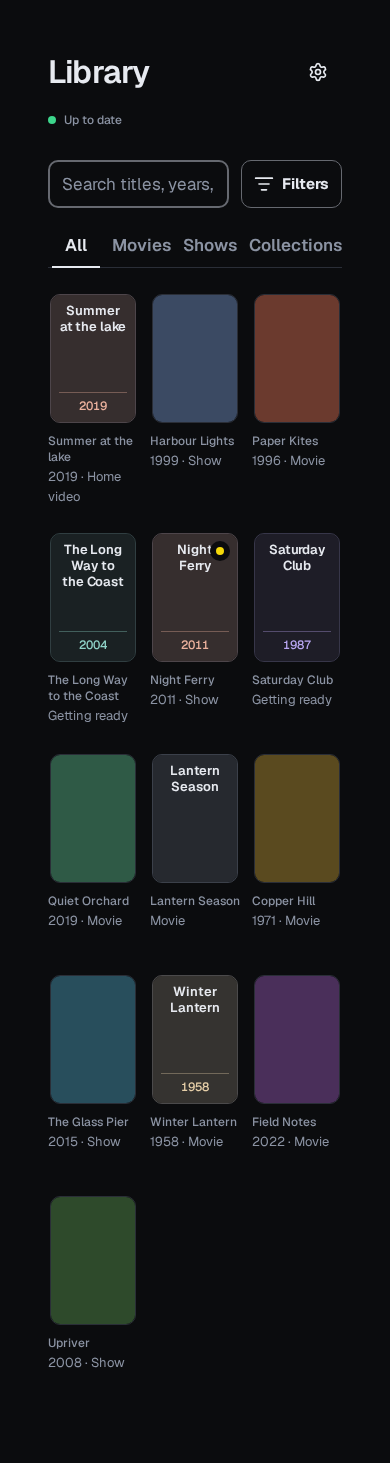 Library
Up to date
Search titles, years,
Filters
All
Movies
Shows
Collections
Summer
at the lake
2019
Summer at the
lake
2019 · Home
video
Harbour Lights
1999 · Show
Paper Kites
1996 · Movie
The Long
Way to
the Coast
2004
The Long Way
to the Coast
Getting ready
Night
Ferry
2011
Night Ferry
2011 · Show
Saturday
Club
1987
Saturday Club
Getting ready
Quiet Orchard
2019 · Movie
Lantern
Season
Lantern Season
Movie
Copper Hill
1971 · Movie
The Glass Pier
2015 · Show
Winter
Lantern
1958
Winter Lantern
1958 · Movie
Field Notes
2022 · Movie
Upriver
2008 · Show